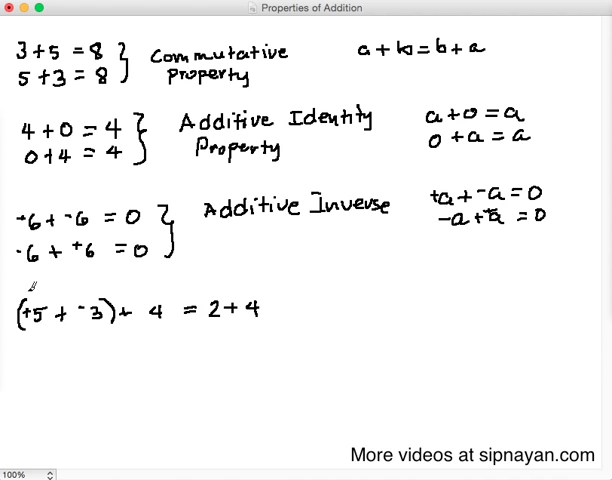 Properties of Addition
3+5 = 8
5+3 = 8
Commutative
Property
a+b=b+a
4+0 = 4
0+4 = 4
Additive Identity
Property
a+0=a
0+a=a
+6 + -6 = 0
-6 + +6 = 0
Additive Inverse
+a + -a = 0
-a + +a = 0
(+5 + -3) + 4 = 2+4
More videos at sipnayan.com
100%